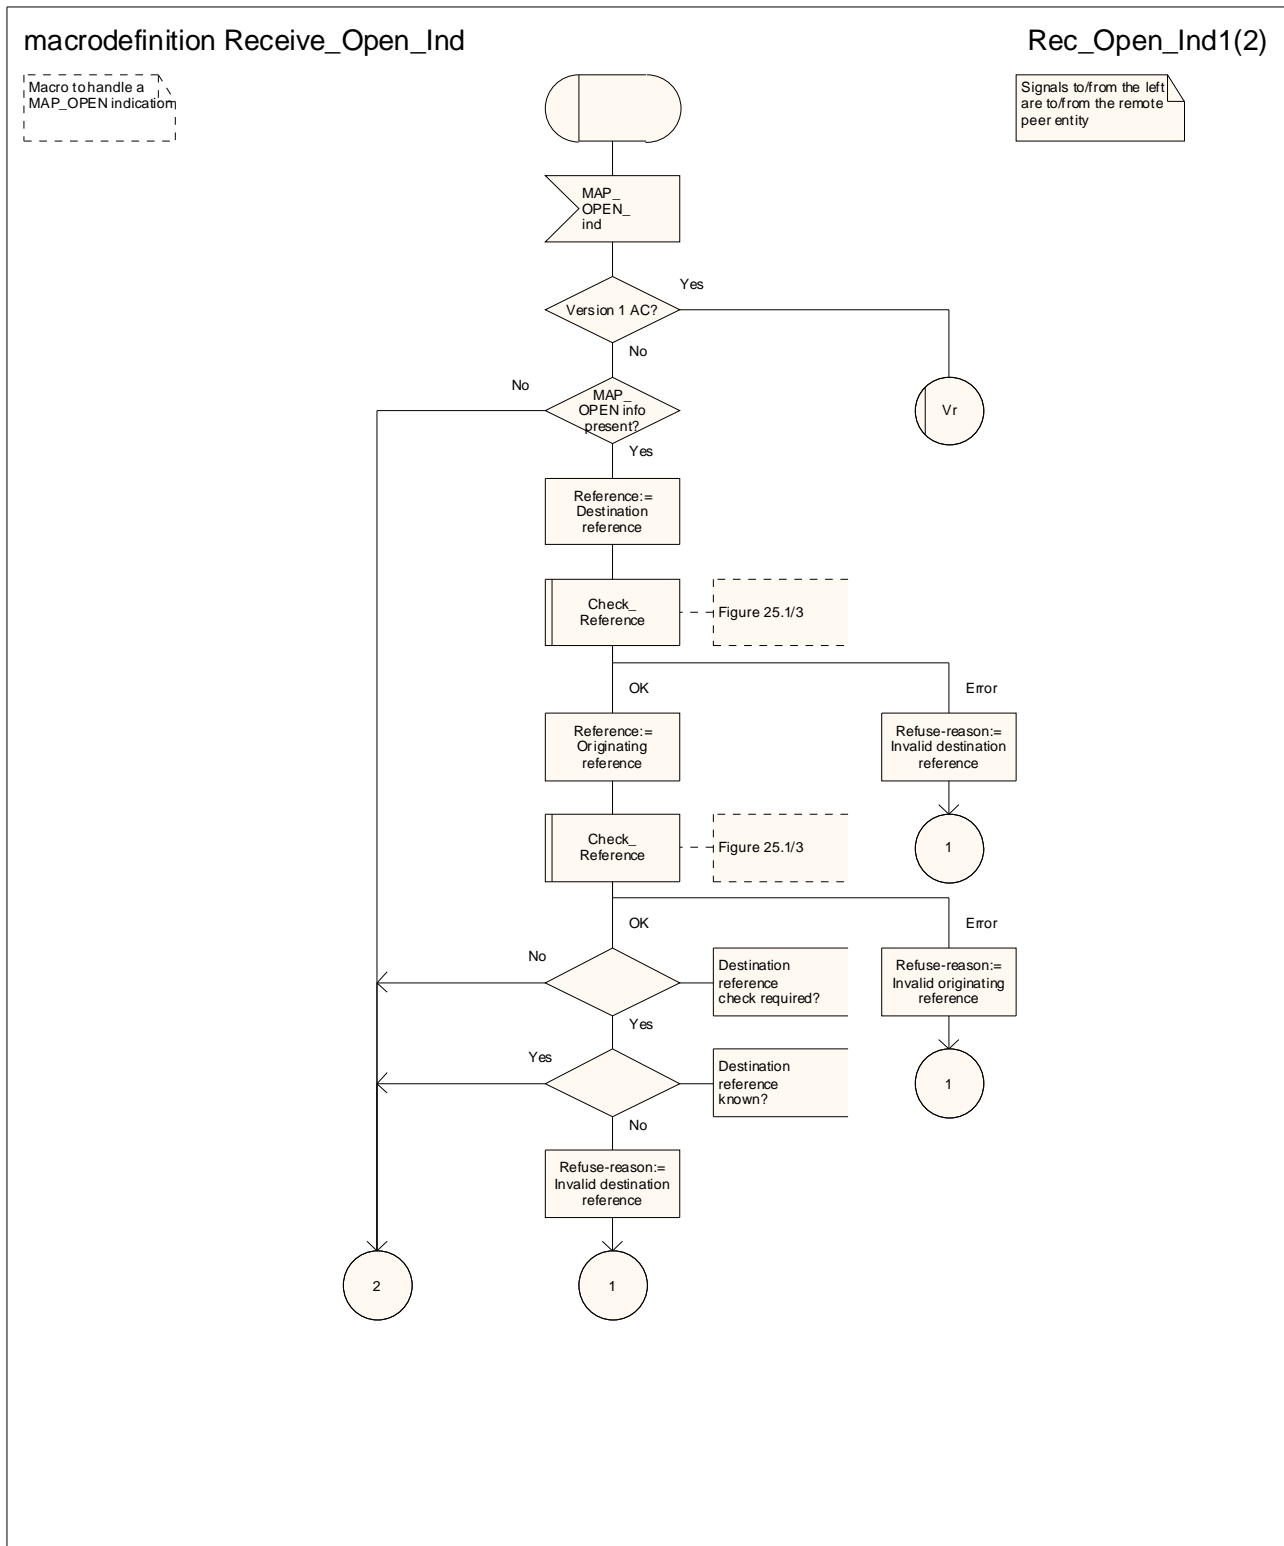 macrodefinition Receive_Open_Ind
Rec_Open_Ind1(2)
Macro to handle a
MAP_OPEN indication
Signals to/from the left
are to/from the remote
peer entity
MAP_
OPEN_
ind
Yes
Version 1 AC?
No
No
MAP_
OPEN info
present?
Vr
Yes
Reference:=
Destination
reference
Check_
Reference
Figure 25.1/3
OK
Error
Reference:=
Originating
reference
Refuse-reason:=
Invalid destination
reference
Check_
Reference
Figure 25.1/3
1
OK
Error
No
Destination
reference
check required?
Refuse-reason:=
Invalid originating
reference
Yes
Yes
Destination
reference
known?
1
No
Refuse-reason:=
Invalid destination
reference
2
1